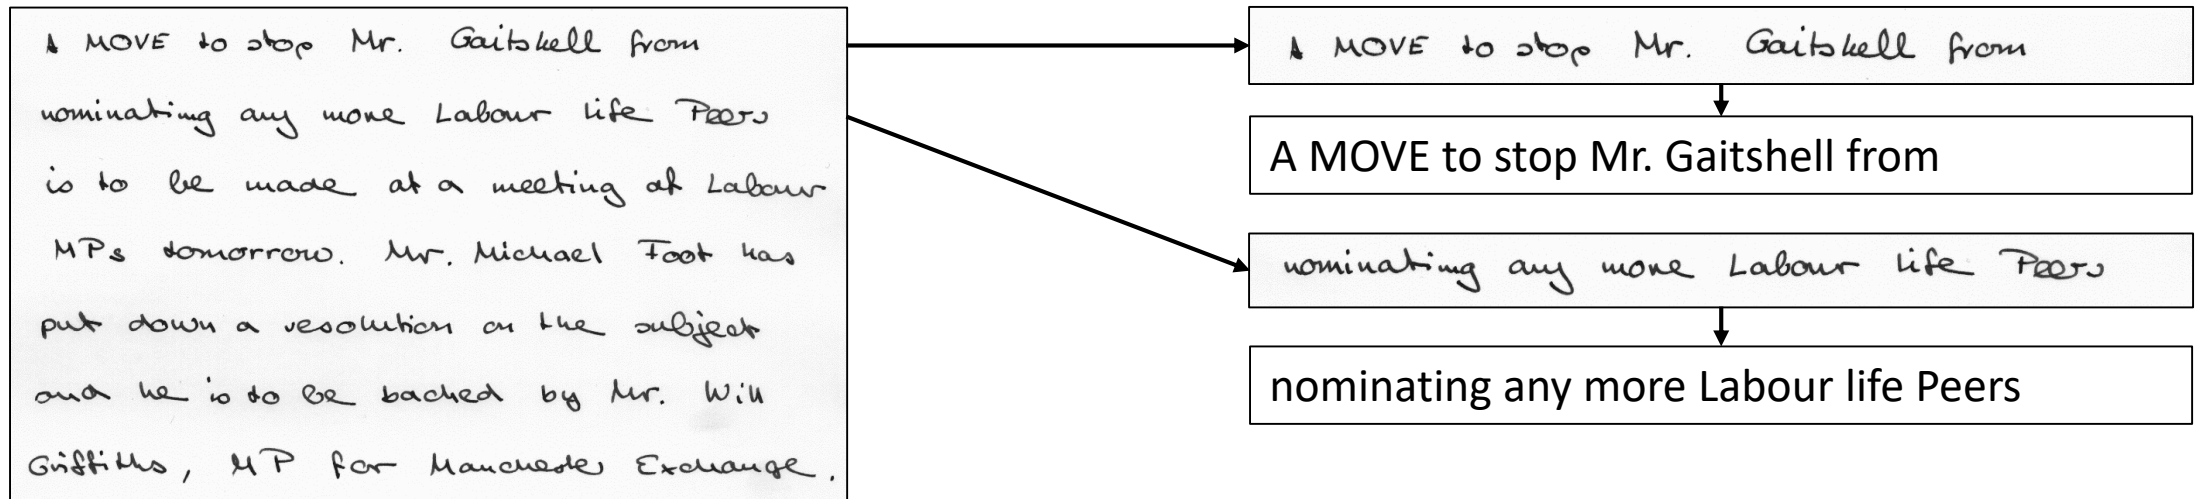 A MOVE to stop Mr. Gaitskell from
nominating any more Labour life Peers
is to be made at a meeting of Labour
MPs tomorrow. Mr. Michael Foot has
put down a resolution on the subject
and he is to be backed by Mr. Will
Griffiths, MP for Manchester Exchange.
A MOVE to stop Mr. Gaitskell from
A MOVE to stop Mr. Gaitshell from
nominating any more Labour life Peers
nominating any more Labour life Peers